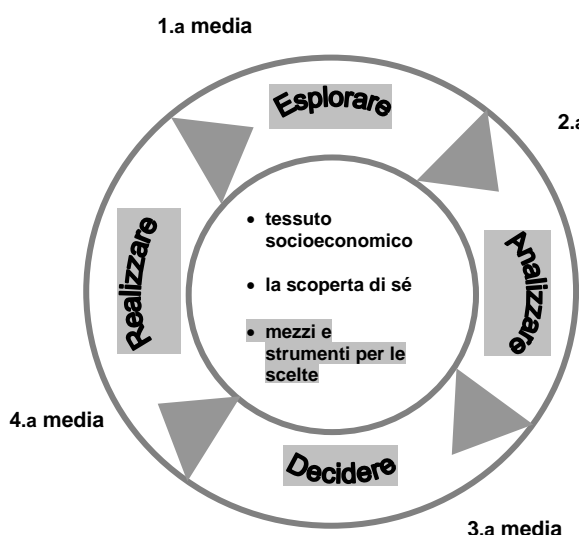 1.a media
Esplorare
2.a
• tessuto
socioeconomico
• la scoperta di sé
• mezzi e
strumenti per le
scelte
Realizzare
Analizzare
4.a media
Decidere
3.a media